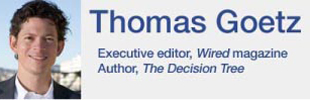 Thomas Goetz
Executive editor, Wired magazine
Author, The Decision Tree